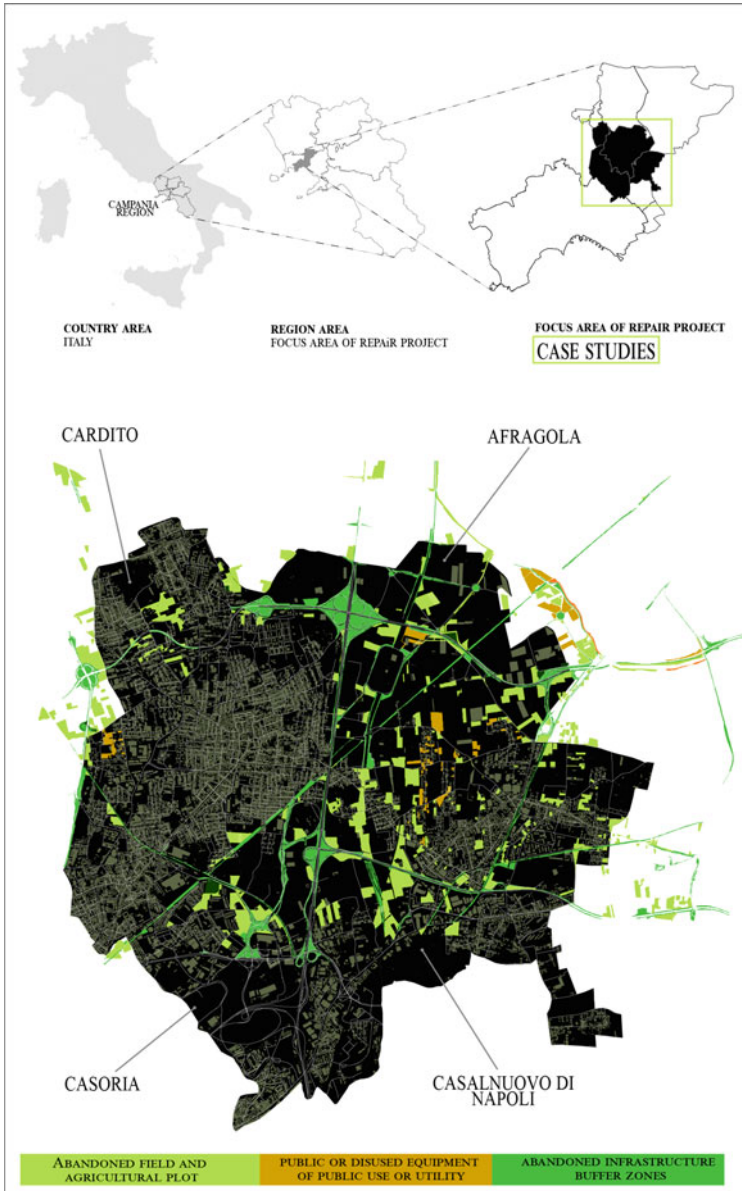 CAMPANIA
REGION
COUNTRY AREA
ITALY
REGION AREA
FOCUS AREA OF REPAiR PROJECT
FOCUS AREA OF REPAIR PROJECT
CASE STUDIES
CARDITO
AFRAGOLA
CASORIA
CASALNUOVO DI
NAPOLI
ABANDONED FIELD AND
AGRICULTURAL PLOT
PUBLIC OR DISUSED EQUIPMENT
OF PUBLIC USE OR UTILITY
ABANDONED INFRASTRUCTURE
BUFFER ZONES